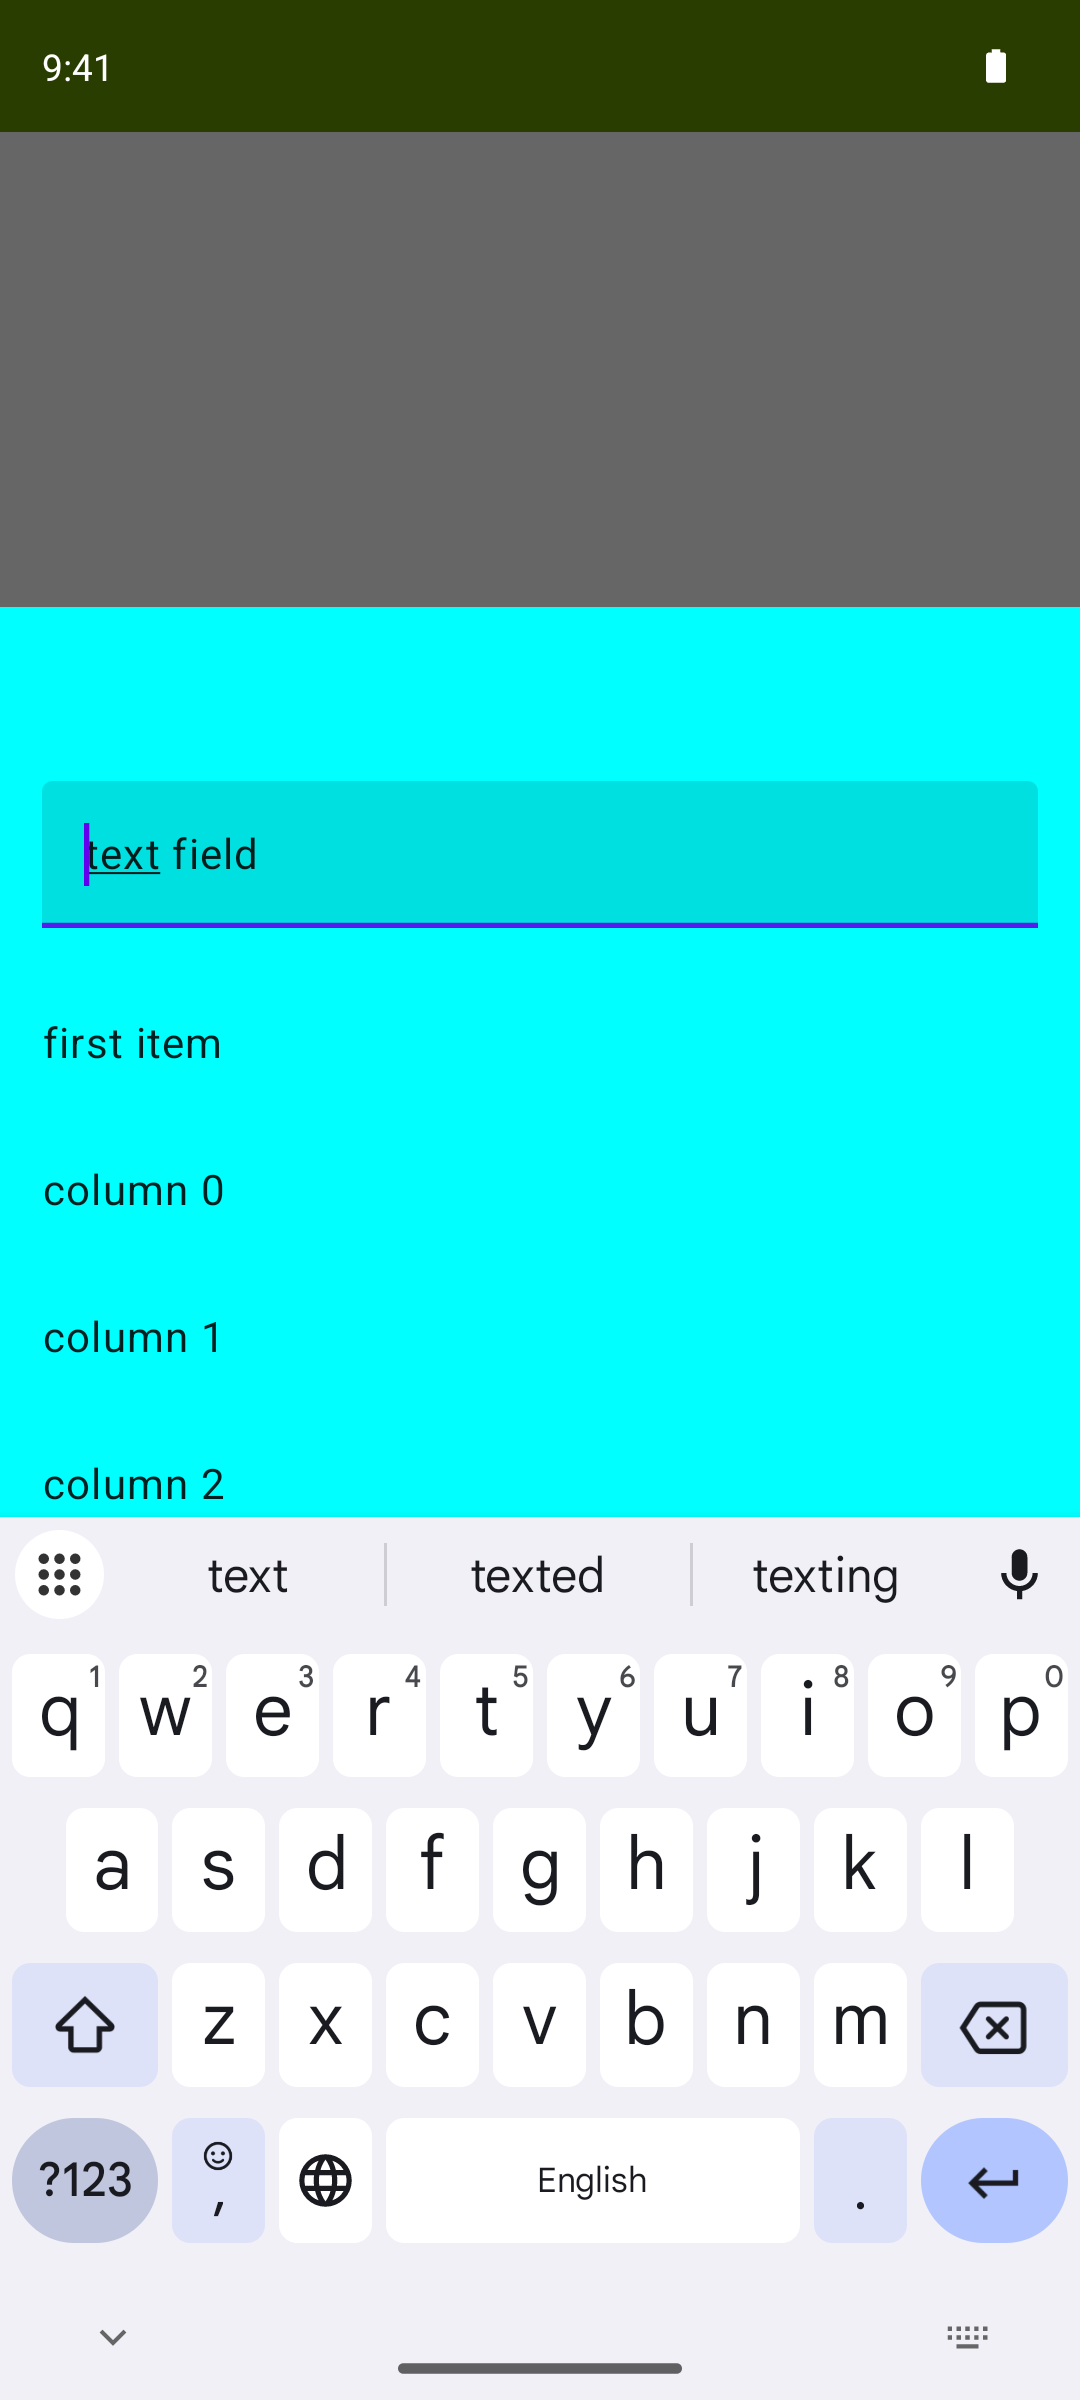 9:41
text field
first item
column 0
column 1
column 2
text texted texting
q1 w2 e3 r4 t5 y6 u7 i8 o9 p0
a s d f g h j k l
z x c v b n m
?123 , English .